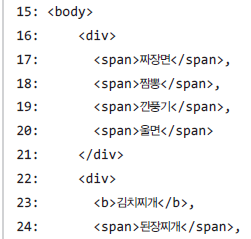 15: <body>
16:     <div>
17:       <span>짜장면</span>,
18:       <span>짬뽕</span>,
19:       <span>깐풍기</span>,
20:       <span>울면</span>
21:     </div>
22:     <div>
23:       <b>김치찌개</b>,
24:       <span>된장찌개</span>,